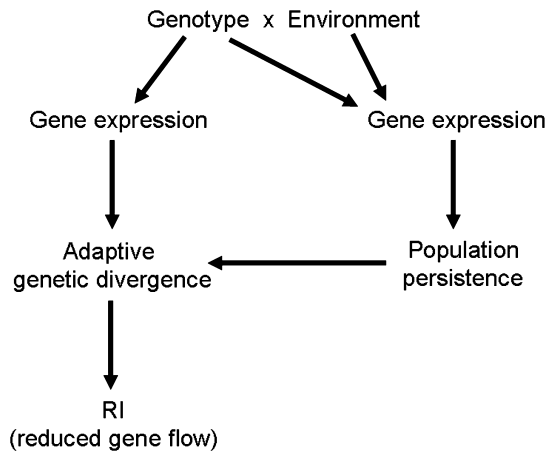 Genotype x Environment
Gene expression
Gene expression
Adaptive
genetic divergence
Population
persistence
RI
(reduced gene flow)